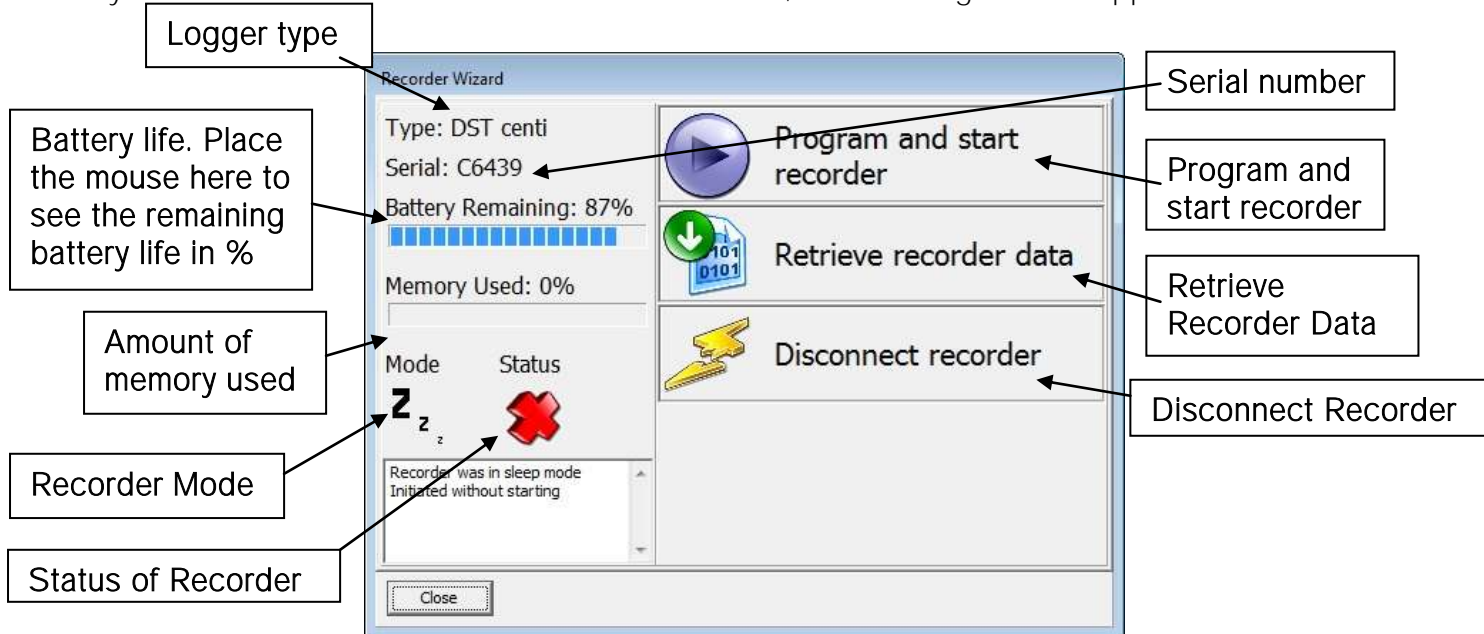 Logger type
Recorder Wizard
Serial number
Battery life. Place
the mouse here to
see the remaining
battery life in %
Type: DST centi
Serial: C6439
Battery Remaining: 87%
Memory Used: 0%
Program and start
recorder
Program and
start recorder
0101
0101
Retrieve recorder data
Retrieve
Recorder Data
Amount of
memory used
Mode Status
z z z
Disconnect recorder
Disconnect Recorder
Recorder Mode
Recorder was in sleep mode
Initiated without starting
Status of Recorder
Close